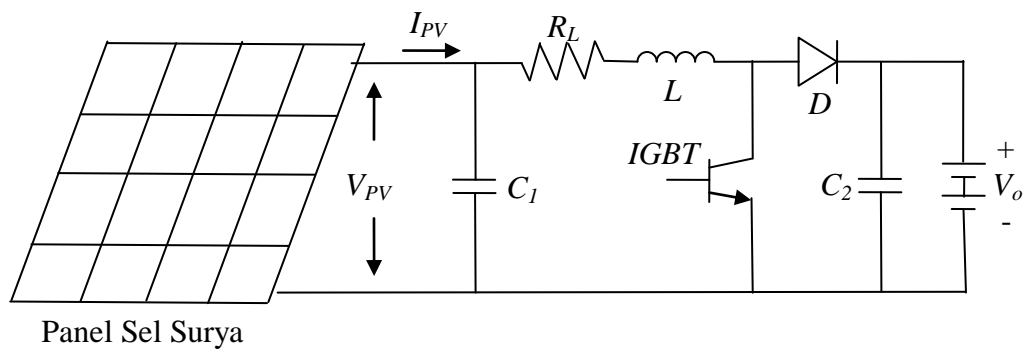 I_PV
R_L
L
D
IGBT
V_PV
C_1
C_2
+
V_o
-
Panel Sel Surya